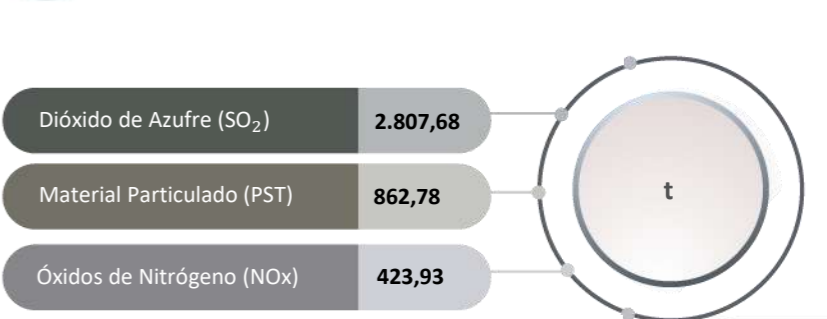 Dióxido de Azufre (SO₂) 2.807,68
Material Particulado (PST) 862,78
t
Óxidos de Nitrógeno (NOx) 423,93